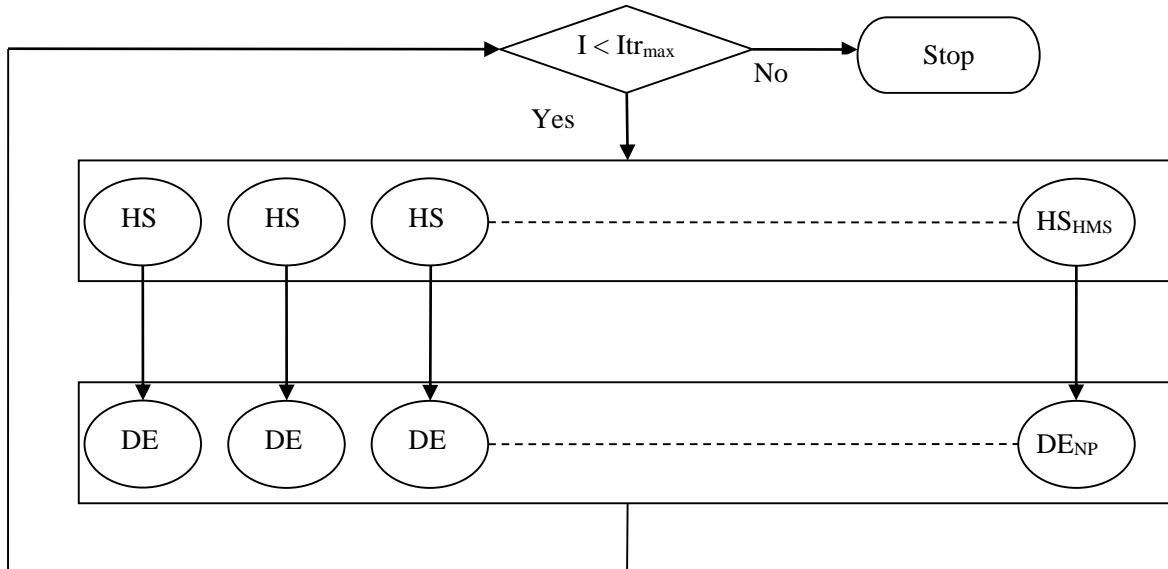 I < Itrmax
Stop
No
Yes
HS
HS
HS
HSHMS
DE
DE
DE
DENP